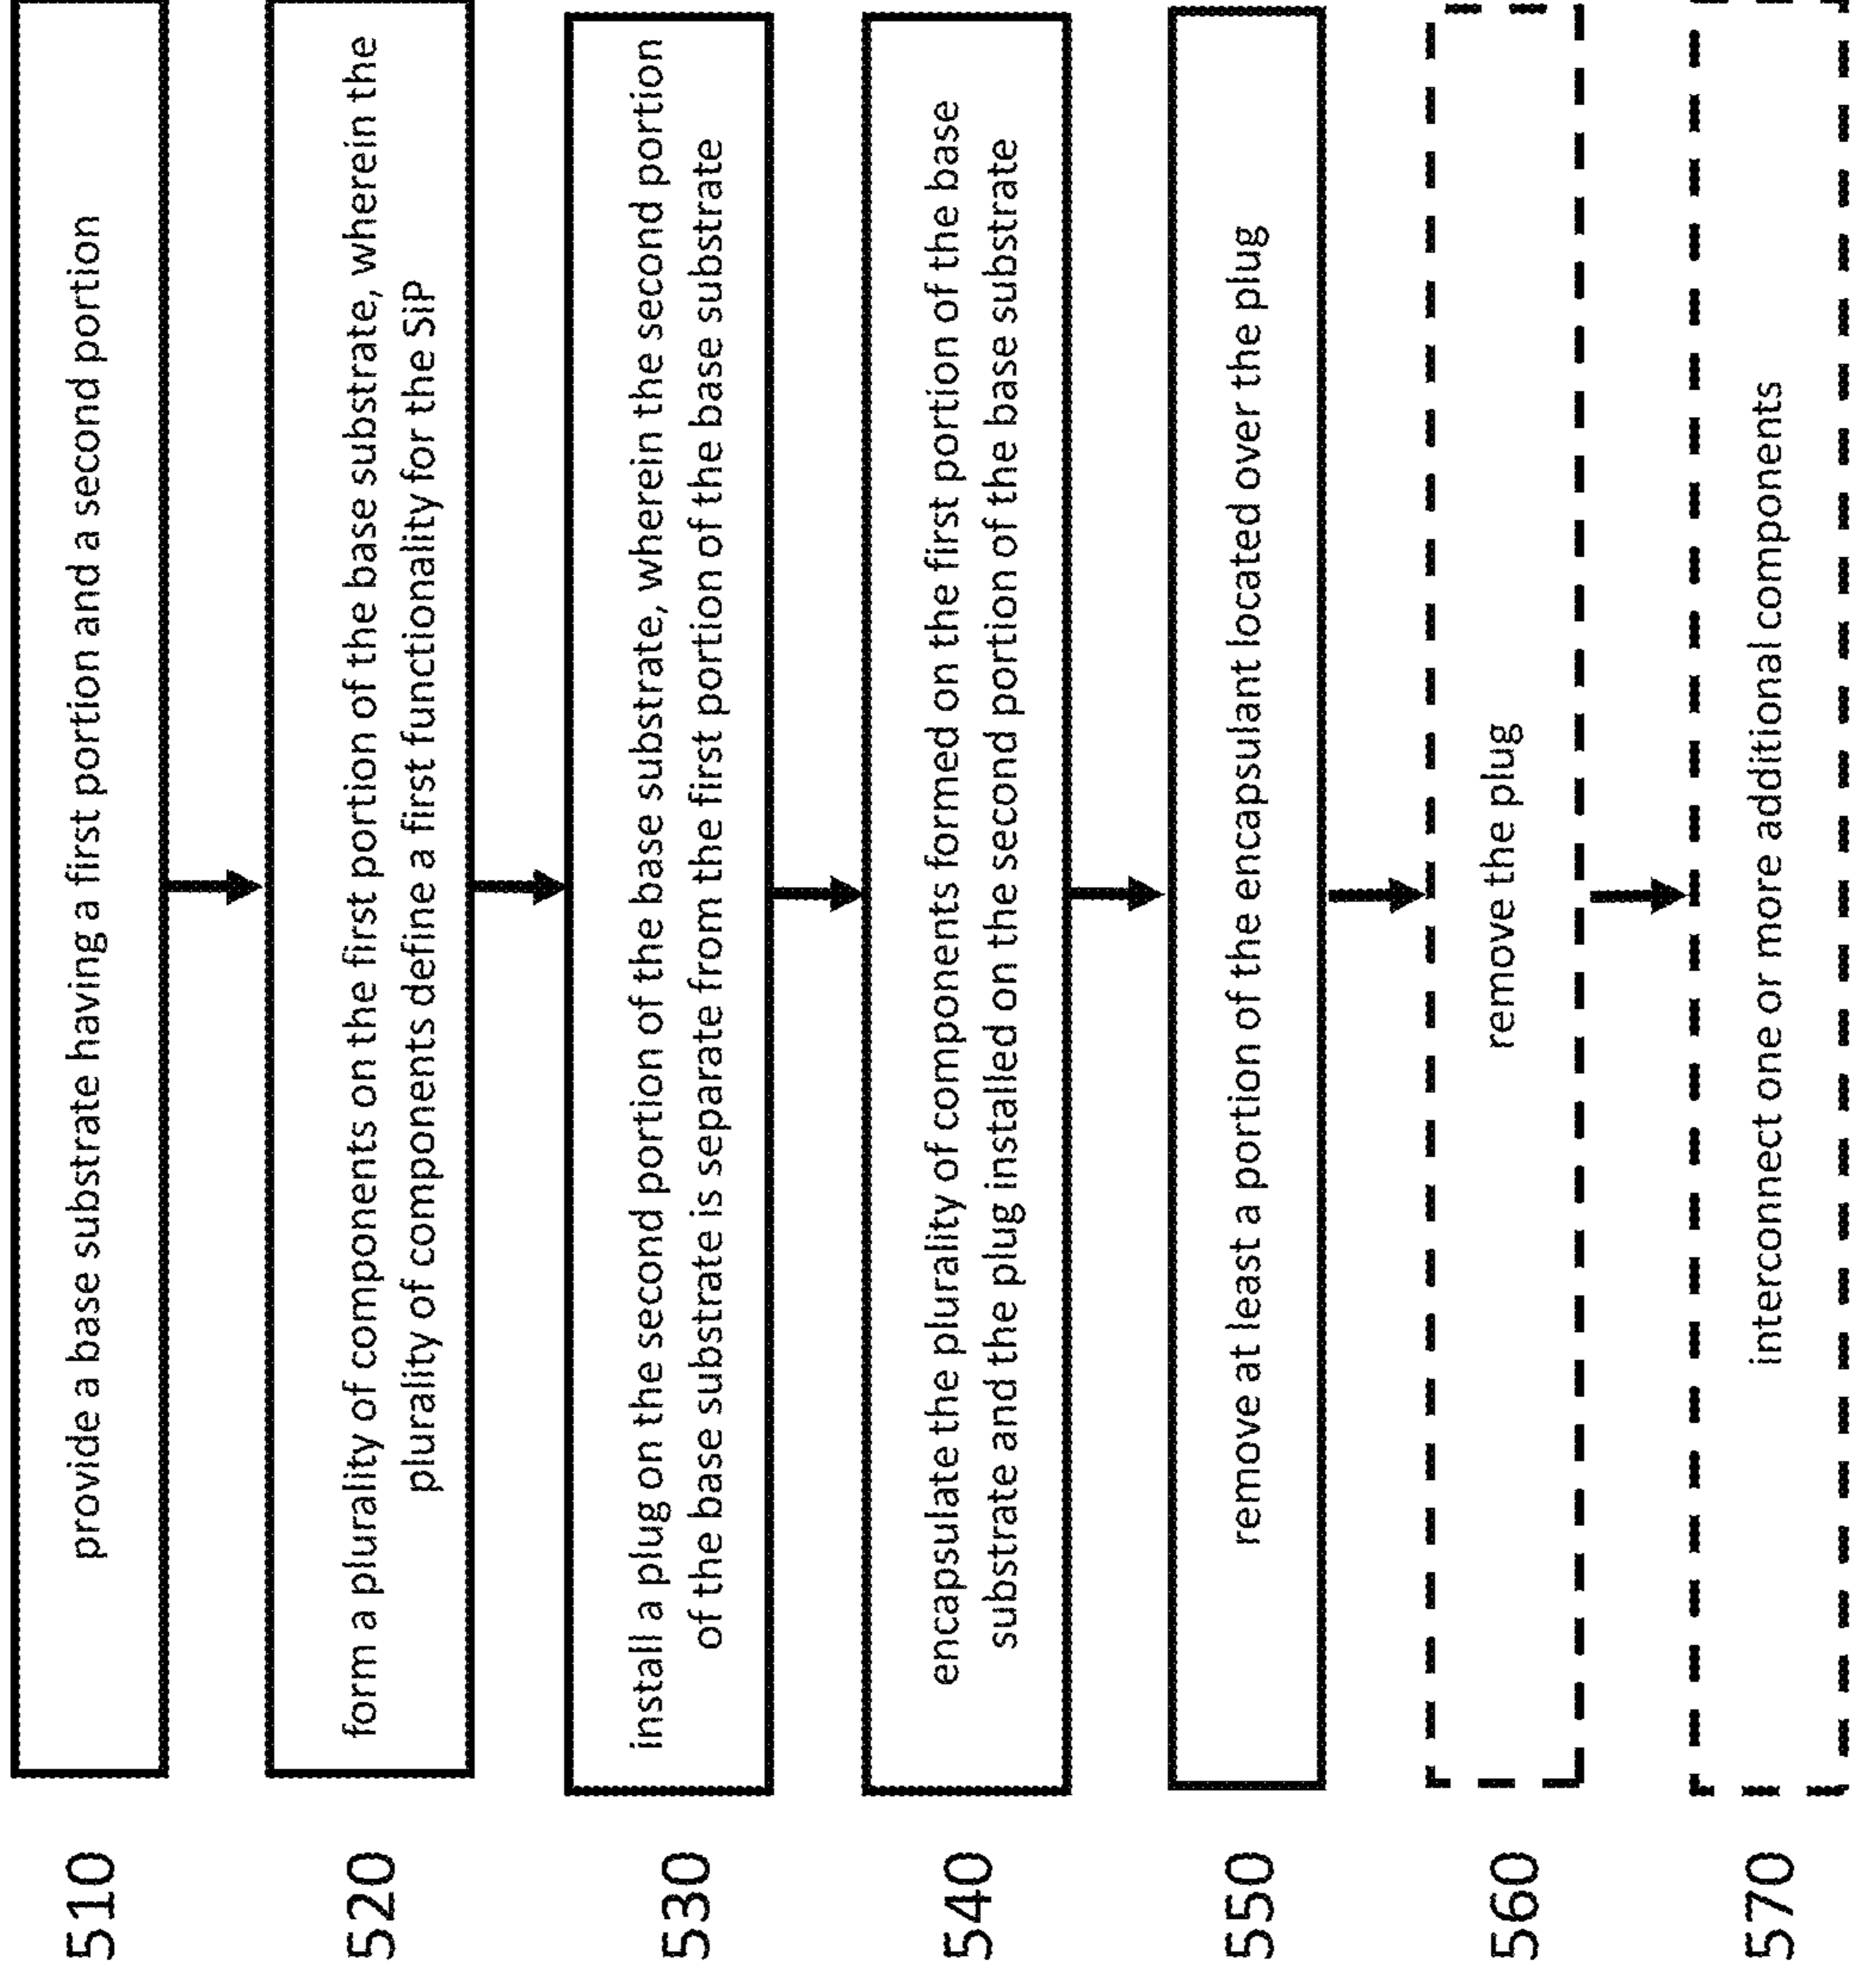 510
provide a base substrate having a first portion and a second portion
520
form a plurality of components on the first portion of the base substrate, wherein the
plurality of components define a first functionality for the SiP
530
install a plug on the second portion of the base substrate, wherein the second portion
of the base substrate is separate from the first portion of the base substrate
540
encapsulate the plurality of components formed on the first portion of the base
substrate and the plug installed on the second portion of the base substrate
550
remove at least a portion of the encapsulant located over the plug
560
remove the plug
570
interconnect one or more additional components